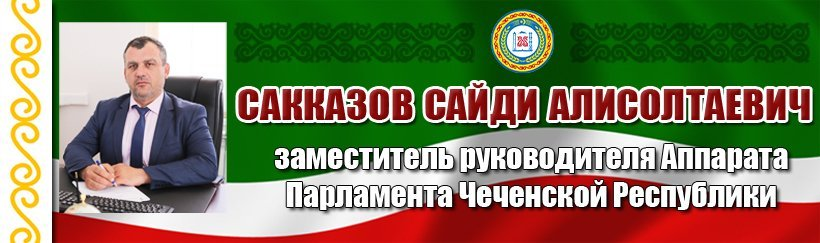 САККАЗОВ САЙДИ АЛИСОЛТАЕВИЧ
заместитель руководителя Аппарата
Парламента Чеченской Республики